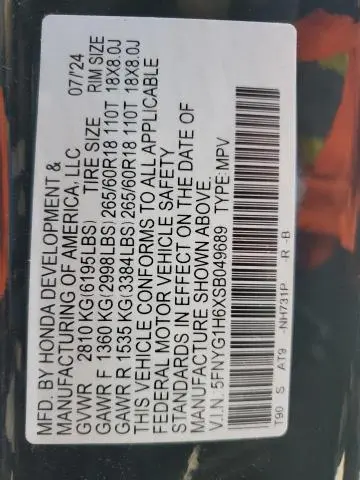 MFD. BY HONDA DEVELOPMENT &
MANUFACTURING OF AMERICA, LLC 07/'24
GVWR 2810 KG(6195LBS) TIRE SIZE RIM SIZE
GAWR F 1360 KG(2998LBS)265/60R18 110T 18X8.0J
GAWR R 1535 KG(3384LBS)265/60R18 110T 18X8.0J
THIS VEHICLE CONFORMS TO ALL APPLICABLE
FEDERAL MOTOR VEHICLE SAFETY
STANDARDS IN EFFECT ON THE DATE OF
MANUFACTURE SHOWN ABOVE.
V.I.N.: 5FNYG1H6XSB049689 TYPE: MPV
T90 S AT9 -NH731P -R -B